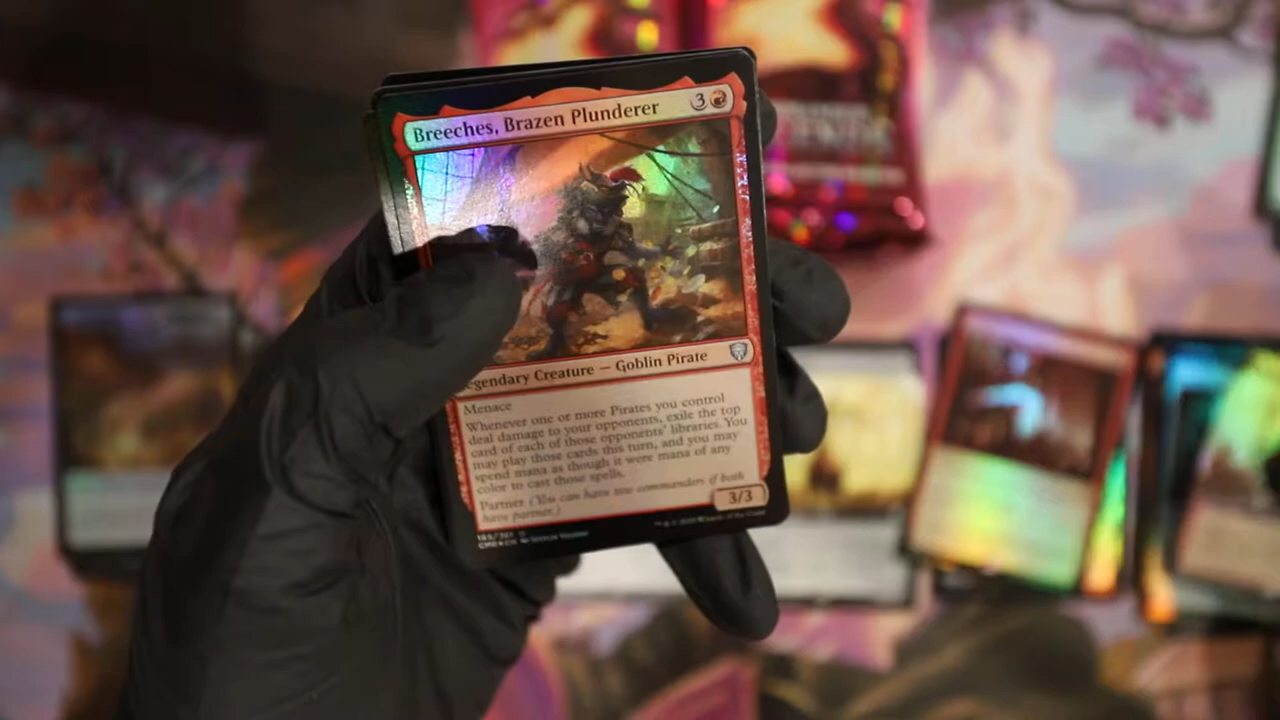 Breeches, Brazen Plunderer 3
egendary Creature — Goblin Pirate
Menace
Whenever one or more Pirates you control
deal damage to your opponents, exile the top
card of each of those opponents' libraries. You
may play those cards this turn, and you may
spend mana as though it were mana of any
color to cast those spells.
Partner (You can have two commanders if both
have partner.)
3/3